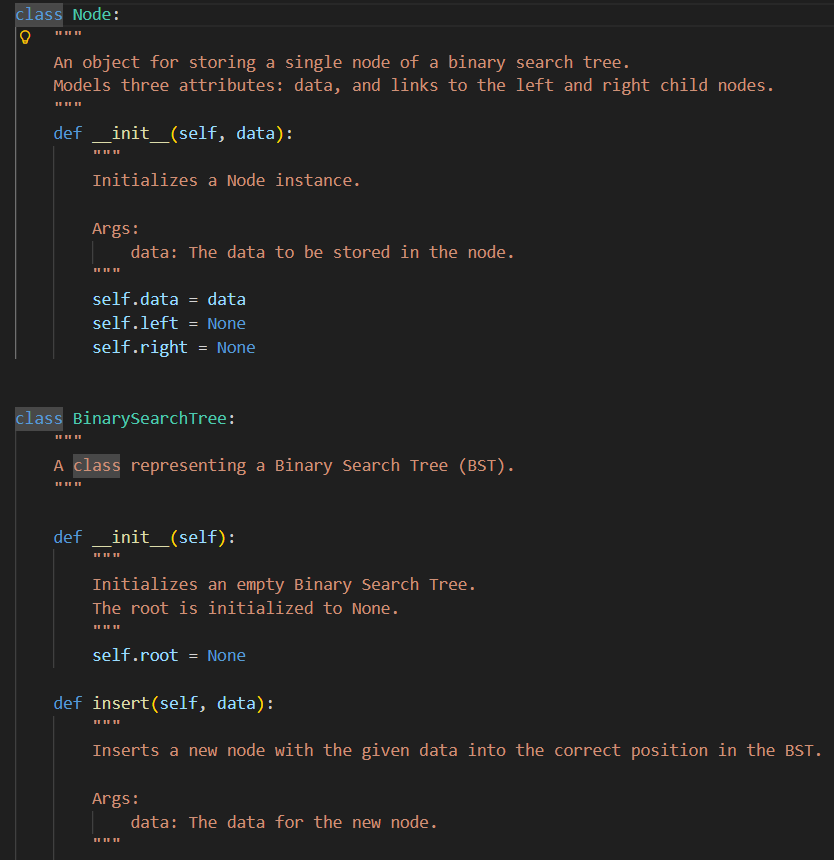 class Node:
    """
    An object for storing a single node of a binary search tree.
    Models three attributes: data, and links to the left and right child nodes.
    """
    def __init__(self, data):
        """
        Initializes a Node instance.

        Args:
            data: The data to be stored in the node.
        """
        self.data = data
        self.left = None
        self.right = None


class BinarySearchTree:
    """
    A class representing a Binary Search Tree (BST).
    """

    def __init__(self):
        """
        Initializes an empty Binary Search Tree.
        The root is initialized to None.
        """
        self.root = None

    def insert(self, data):
        """
        Inserts a new node with the given data into the correct position in the BST.

        Args:
            data: The data for the new node.
        """